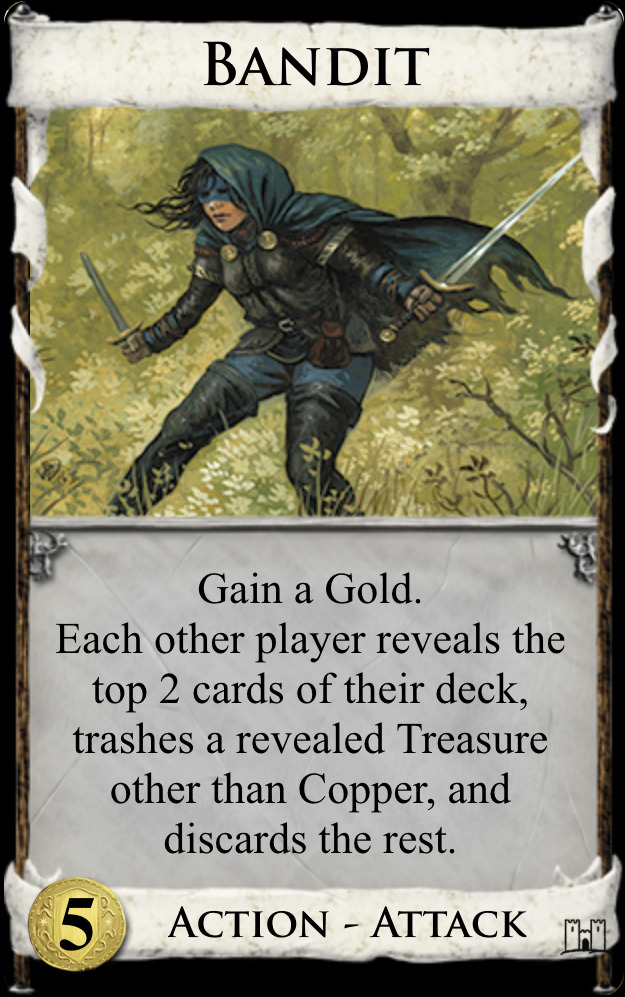 BANDIT
Gain a Gold.
Each other player reveals the
top 2 cards of their deck,
trashes a revealed Treasure
other than Copper, and
discards the rest.
5
ACTION - ATTACK